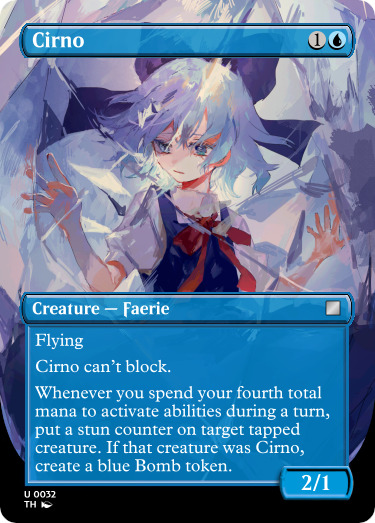 Cirno 1
Creature — Faerie
Flying
Cirno can't block.
Whenever you spend your fourth total
mana to activate abilities during a turn,
put a stun counter on target tapped
creature. If that creature was Cirno,
create a blue Bomb token.
2/1
U 0032
TH